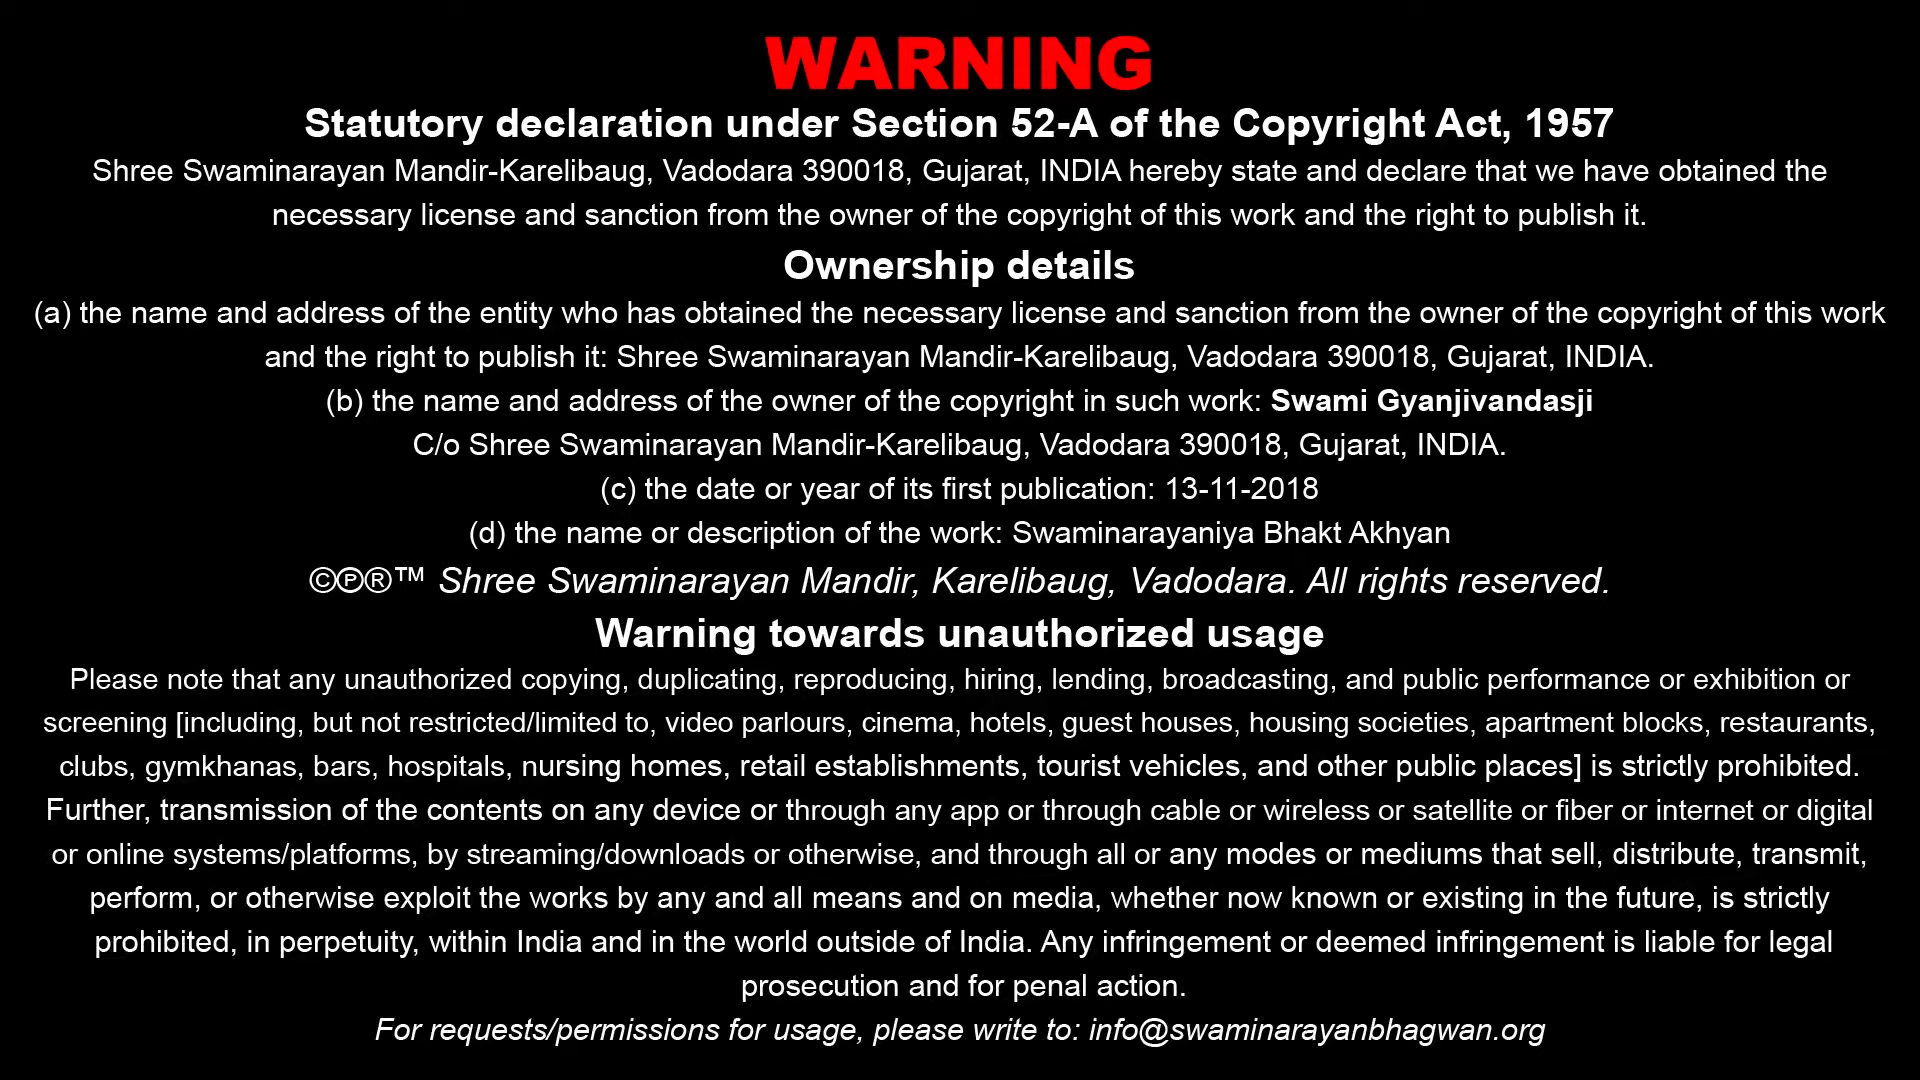 WARNING
Statutory declaration under Section 52-A of the Copyright Act, 1957
Shree Swaminarayan Mandir-Karelibaug, Vadodara 390018, Gujarat, INDIA hereby state and declare that we have obtained the
necessary license and sanction from the owner of the copyright of this work and the right to publish it.
Ownership details
(a) the name and address of the entity who has obtained the necessary license and sanction from the owner of the copyright of this work
and the right to publish it: Shree Swaminarayan Mandir-Karelibaug, Vadodara 390018, Gujarat, INDIA.
(b) the name and address of the owner of the copyright in such work: Swami Gyanjivandasji
C/o Shree Swaminarayan Mandir-Karelibaug, Vadodara 390018, Gujarat, INDIA.
(c) the date or year of its first publication: 13-11-2018
(d) the name or description of the work: Swaminarayaniya Bhakt Akhyan
©℗®™ Shree Swaminarayan Mandir, Karelibaug, Vadodara. All rights reserved.
Warning towards unauthorized usage
Please note that any unauthorized copying, duplicating, reproducing, hiring, lending, broadcasting, and public performance or exhibition or
screening [including, but not restricted/limited to, video parlours, cinema, hotels, guest houses, housing societies, apartment blocks, restaurants,
clubs, gymkhanas, bars, hospitals, nursing homes, retail establishments, tourist vehicles, and other public places] is strictly prohibited.
Further, transmission of the contents on any device or through any app or through cable or wireless or satellite or fiber or internet or digital
or online systems/platforms, by streaming/downloads or otherwise, and through all or any modes or mediums that sell, distribute, transmit,
perform, or otherwise exploit the works by any and all means and on media, whether now known or existing in the future, is strictly
prohibited, in perpetuity, within India and in the world outside of India. Any infringement or deemed infringement is liable for legal
prosecution and for penal action.
For requests/permissions for usage, please write to: info@swaminarayanbhagwan.org